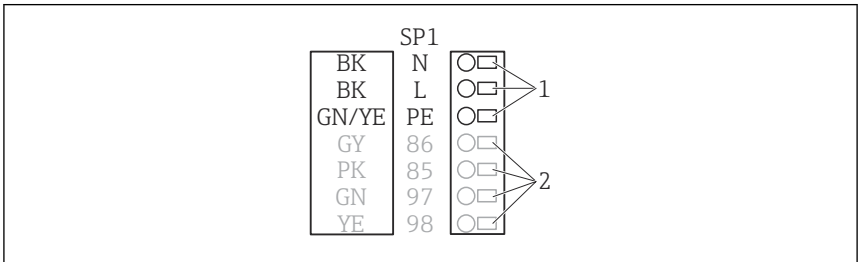 SP1
BK N
BK L 1
GN/YE PE
GY 86
PK 85 2
GN 97
YE 98